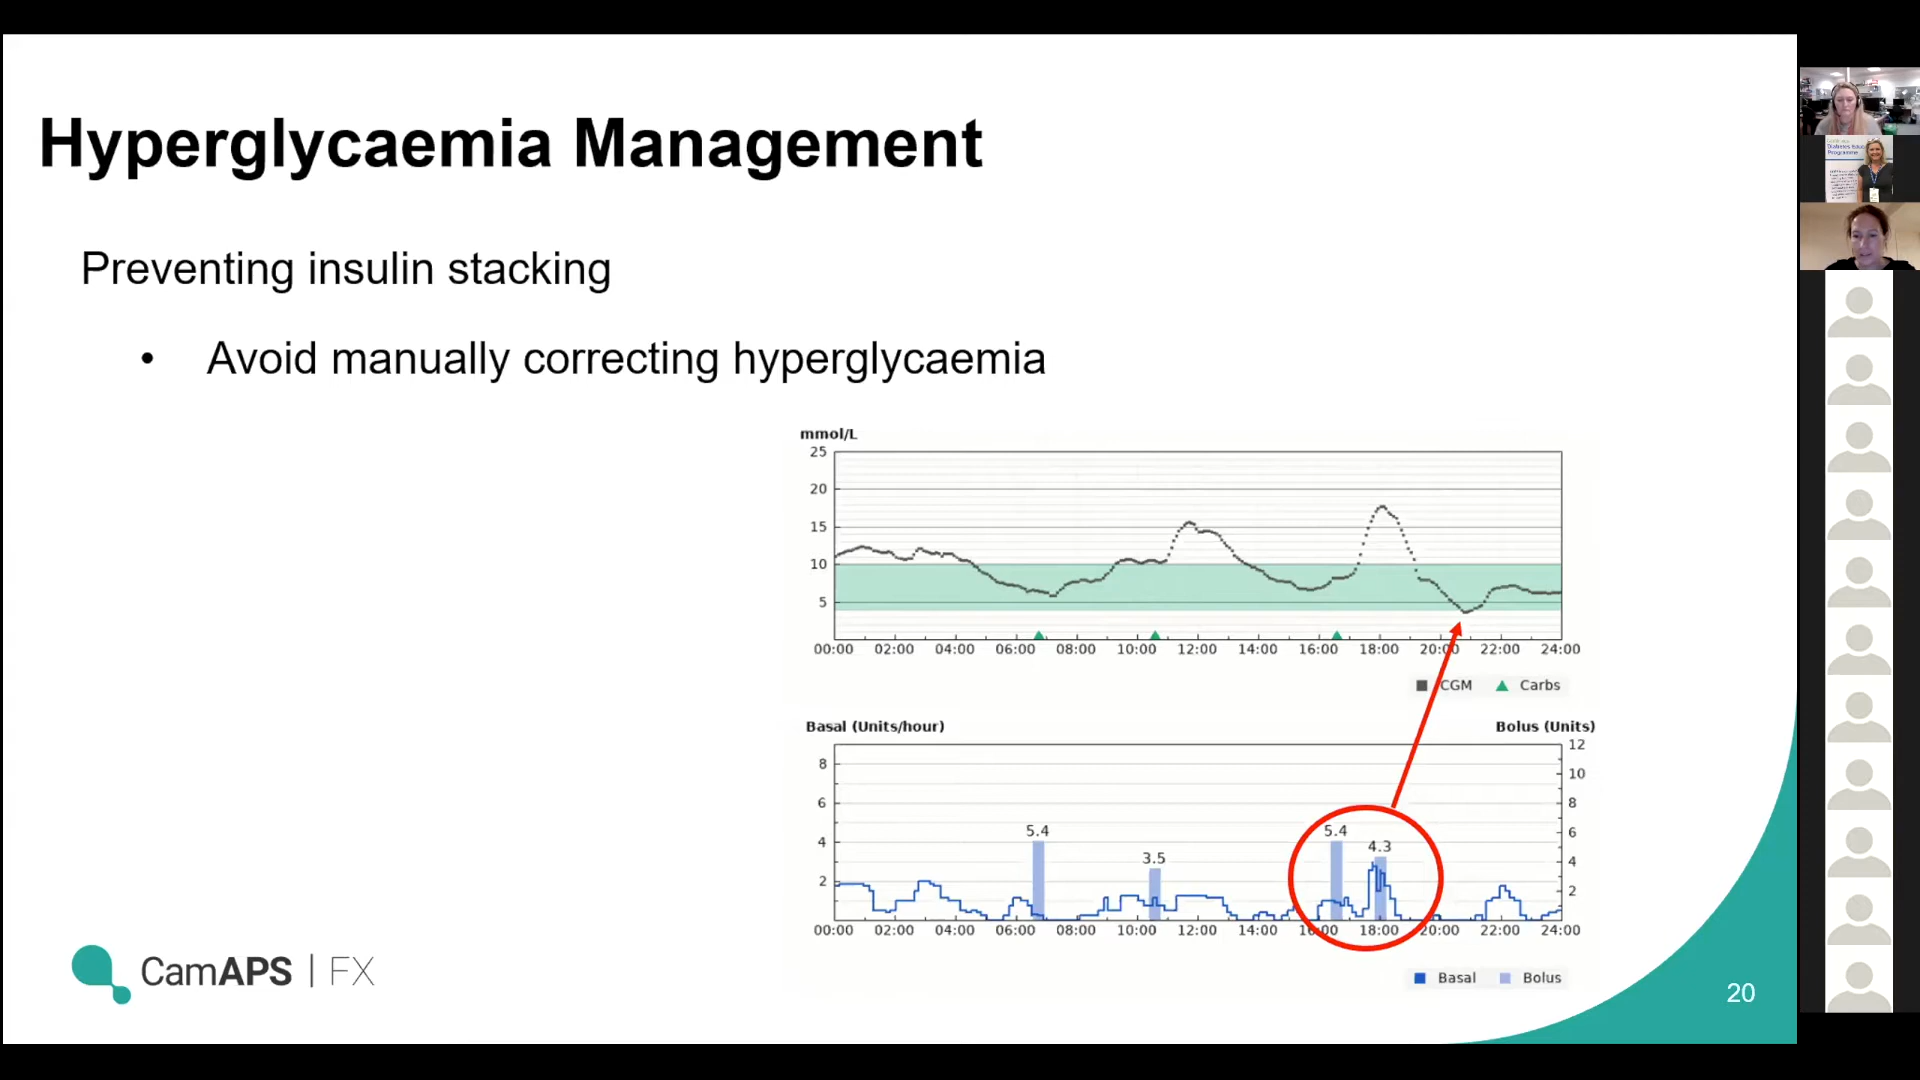 Hyperglycaemia Management
Preventing insulin stacking
• Avoid manually correcting hyperglycaemia
mmol/L
25
20
15
10
5
00:00 02:00 04:00 06:00 08:00 10:00 12:00 14:00 16:00 18:00 20:00 22:00 24:00
CGM Carbs
Basal (Units/hour) Bolus (Units)
8
6
4
2
12
10
8
6
4
2
5.4
3.5
5.4
4.3
00:00 02:00 04:00 06:00 08:00 10:00 12:00 14:00 16:00 18:00 20:00 22:00 24:00
Basal Bolus
CamAPS | FX
20
Programme